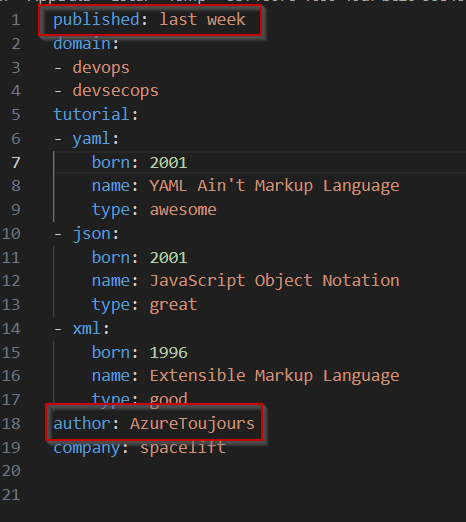 1 published: last week
2 domain:
3 - devops
4 - devsecops
5 tutorial:
6 - yaml:
7 born: 2001
8 name: YAML Ain't Markup Language
9 type: awesome
10 - json:
11 born: 2001
12 name: JavaScript Object Notation
13 type: great
14 - xml:
15 born: 1996
16 name: Extensible Markup Language
17 type: good
18 author: AzureToujours
19 company: spacelift
20
21